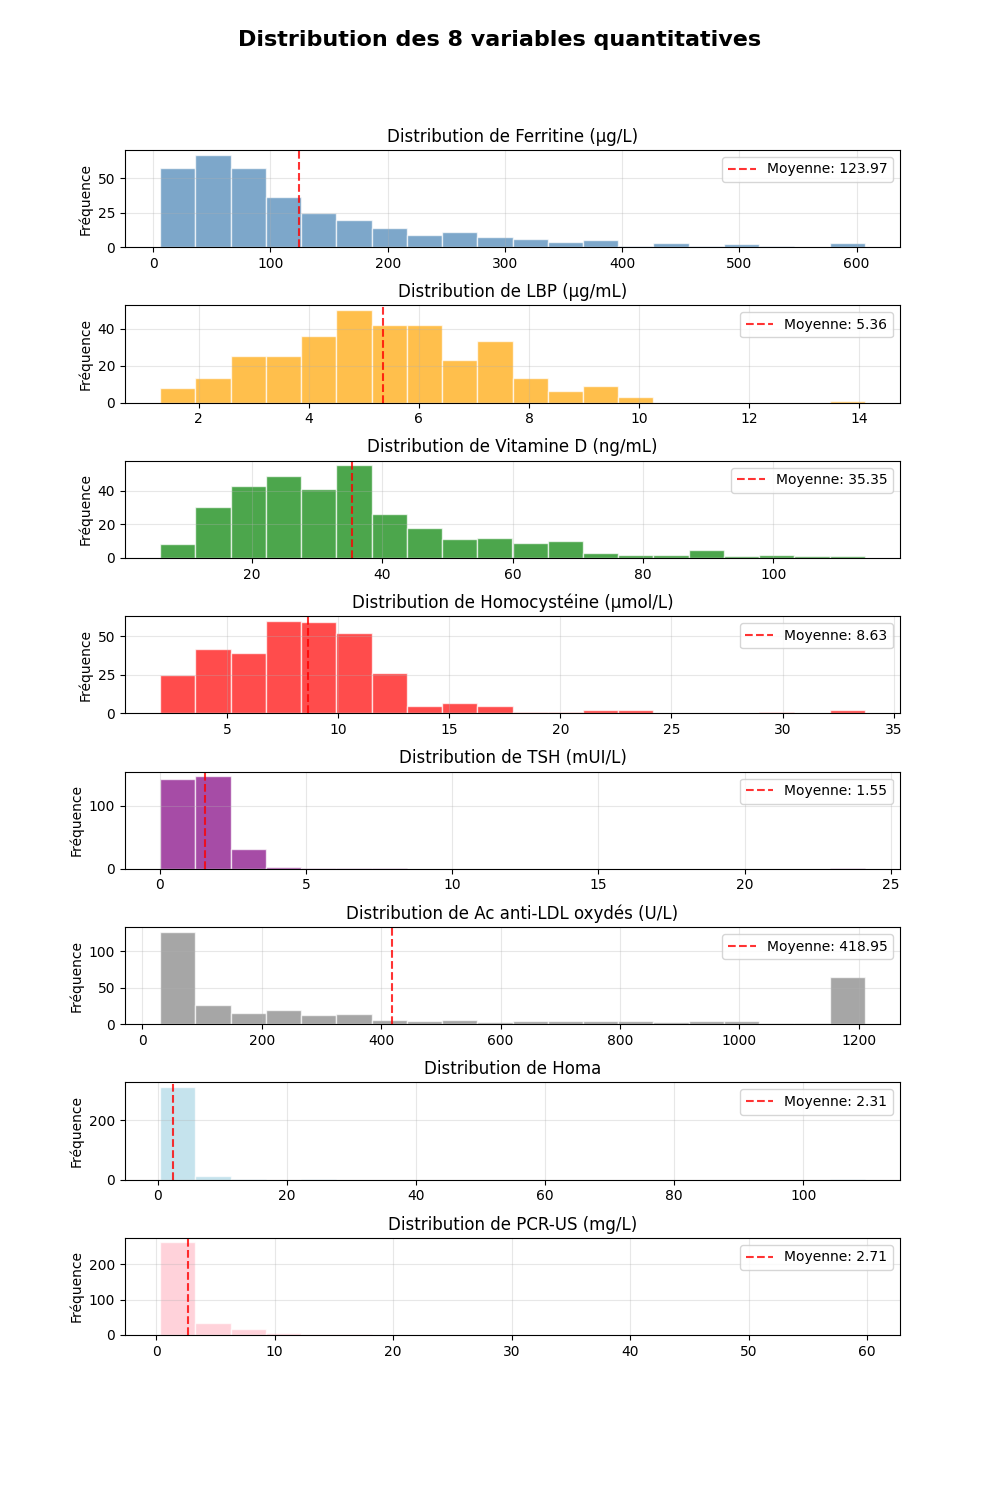 Distribution des 8 variables quantitatives
Distribution de Ferritine (µg/L)
Fréquence
50
25
0
Moyenne: 123.97
0 100 200 300 400 500 600
Distribution de LBP (µg/mL)
Fréquence
40
20
0
Moyenne: 5.36
2 4 6 8 10 12 14
Distribution de Vitamine D (ng/mL)
Fréquence
40
20
0
Moyenne: 35.35
20 40 60 80 100
Distribution de Homocystéine (µmol/L)
Fréquence
50
25
0
Moyenne: 8.63
5 10 15 20 25 30 35
Distribution de TSH (mUI/L)
Fréquence
100
0
Moyenne: 1.55
0 5 10 15 20 25
Distribution de Ac anti-LDL oxydés (U/L)
Fréquence
100
50
0
Moyenne: 418.95
0 200 400 600 800 1000 1200
Distribution de Homa
Fréquence
200
0
Moyenne: 2.31
0 20 40 60 80 100
Distribution de PCR-US (mg/L)
Fréquence
200
100
0
Moyenne: 2.71
0 10 20 30 40 50 60